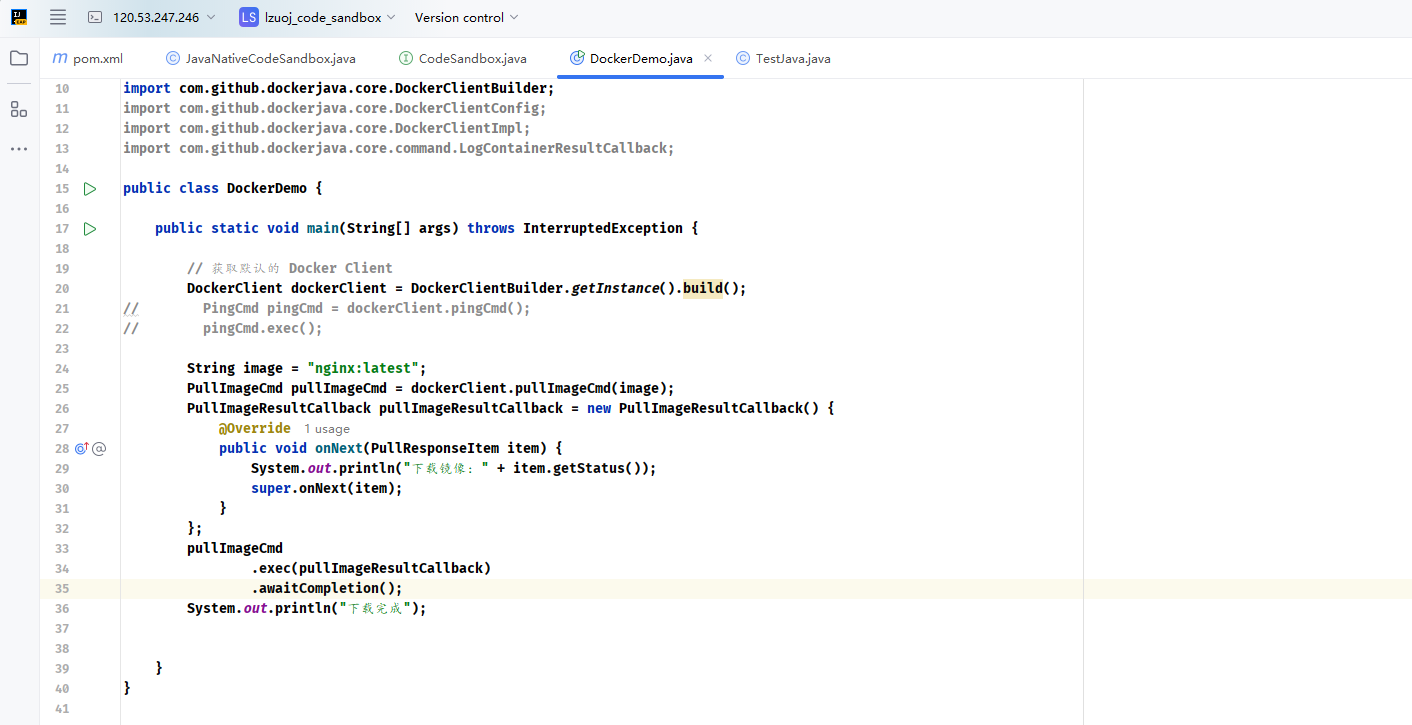 120.53.247.246 LS lzuoj_code_sandbox Version control
pom.xml JavaNativeCodeSandbox.java CodeSandbox.java DockerDemo.java TestJava.java
10 import com.github.dockerjava.core.DockerClientBuilder;
11 import com.github.dockerjava.core.DockerClientConfig;
12 import com.github.dockerjava.core.DockerClientImpl;
13 import com.github.dockerjava.core.command.LogContainerResultCallback;
14
15 public class DockerDemo {
16
17     public static void main(String[] args) throws InterruptedException {
18
19         // 获取默认的 Docker Client
20         DockerClient dockerClient = DockerClientBuilder.getInstance().build();
21 //        PingCmd pingCmd = dockerClient.pingCmd();
22 //        pingCmd.exec();
23
24         String image = "nginx:latest";
25         PullImageCmd pullImageCmd = dockerClient.pullImageCmd(image);
26         PullImageResultCallback pullImageResultCallback = new PullImageResultCallback() {
27             @Override 1 usage
28             public void onNext(PullResponseItem item) {
29                 System.out.println("下载镜像：" + item.getStatus());
30                 super.onNext(item);
31             }
32         };
33         pullImageCmd
34                 .exec(pullImageResultCallback)
35                 .awaitCompletion();
36         System.out.println("下载完成");
37
38
39     }
40 }
41